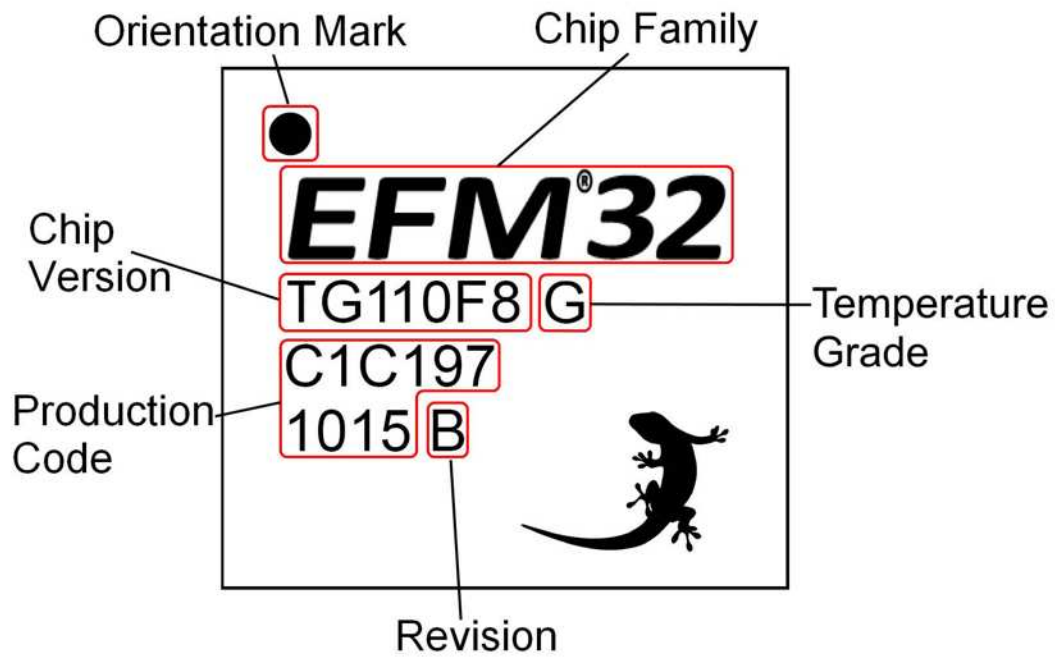 Orientation Mark
Chip Family
EFM®32
Chip
Version
TG110F8 G
Temperature
Grade
C1C197
Production
Code
1015 B
Revision